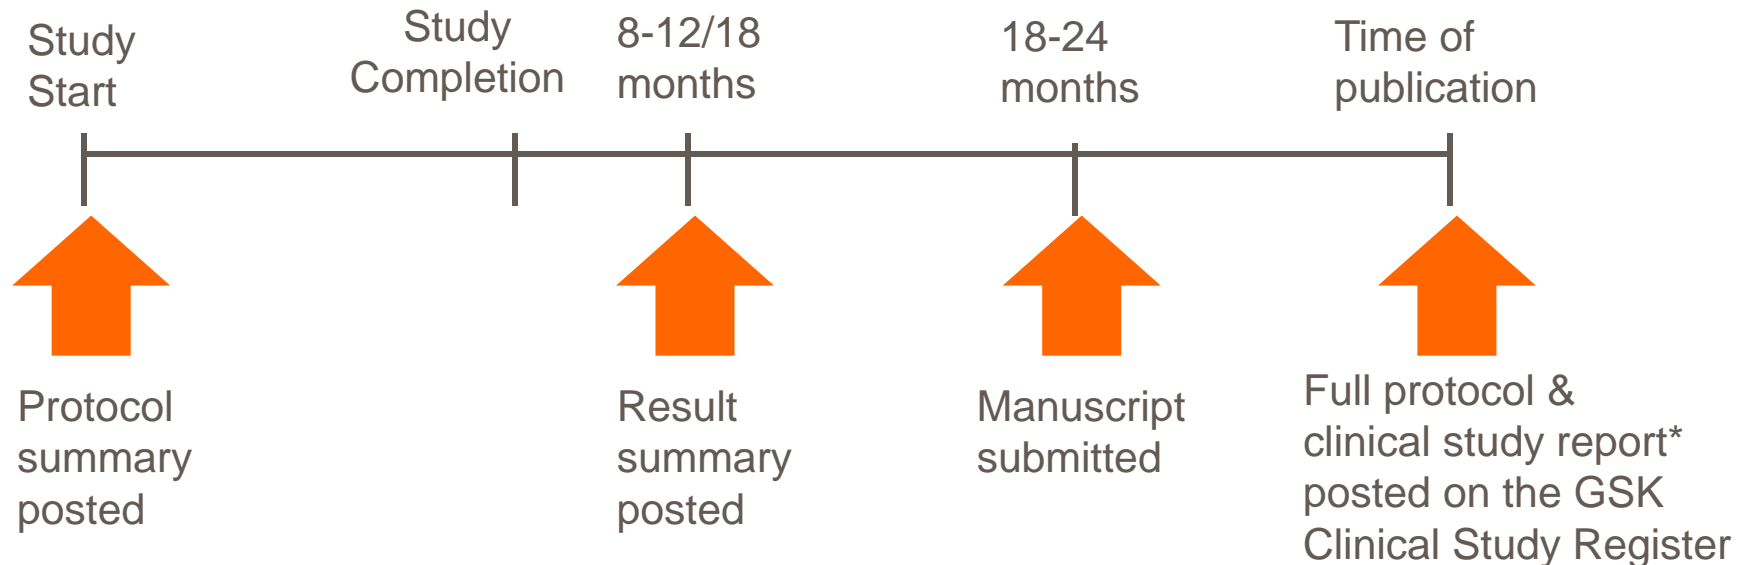 Study
Start
Study
Completion
8-12/18
months
18-24
months
Time of
publication
Protocol
summary
posted
Result
summary
posted
Manuscript
submitted
Full protocol &
clinical study report*
posted on the GSK
Clinical Study Register